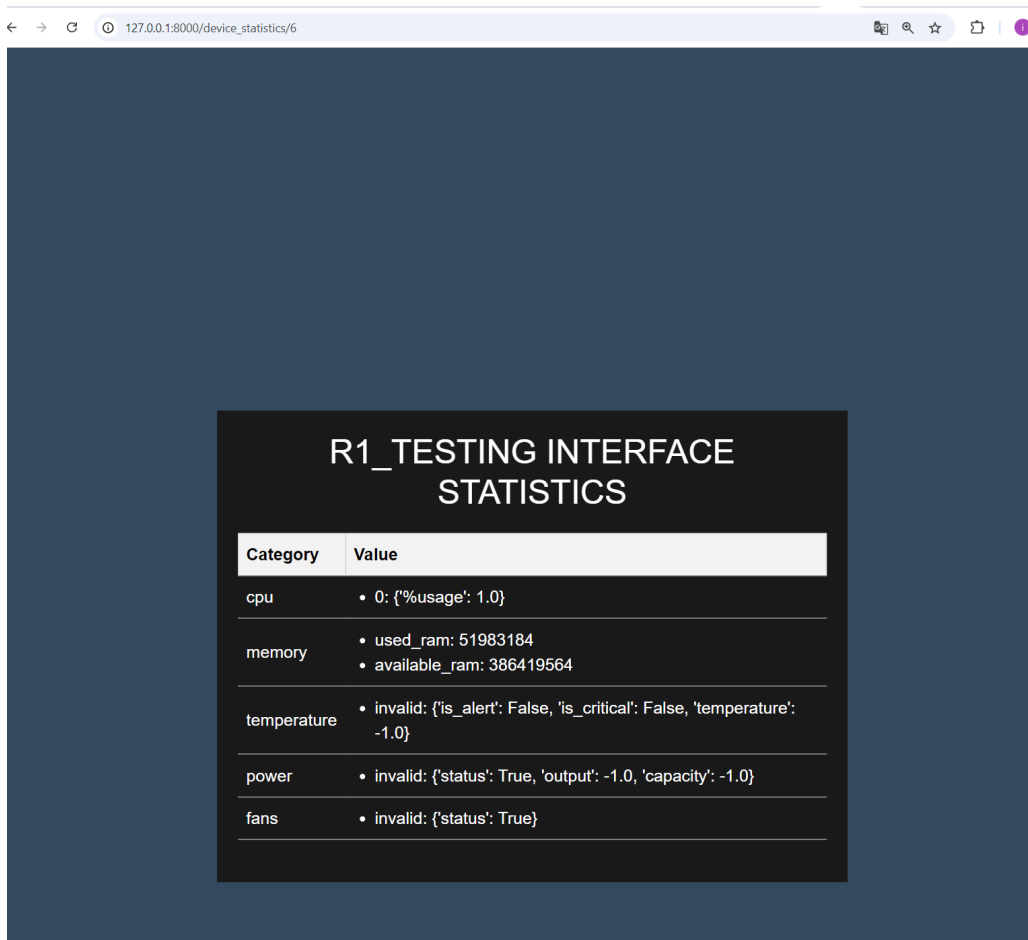 127.0.0.1:8000/device_statistics/6
R1_TESTING INTERFACE
STATISTICS
Category Value
cpu • 0: {'%usage': 1.0}
memory • used_ram: 51983184
• available_ram: 386419564
temperature • invalid: {'is_alert': False, 'is_critical': False, 'temperature':
-1.0}
power • invalid: {'status': True, 'output': -1.0, 'capacity': -1.0}
fans • invalid: {'status': True}